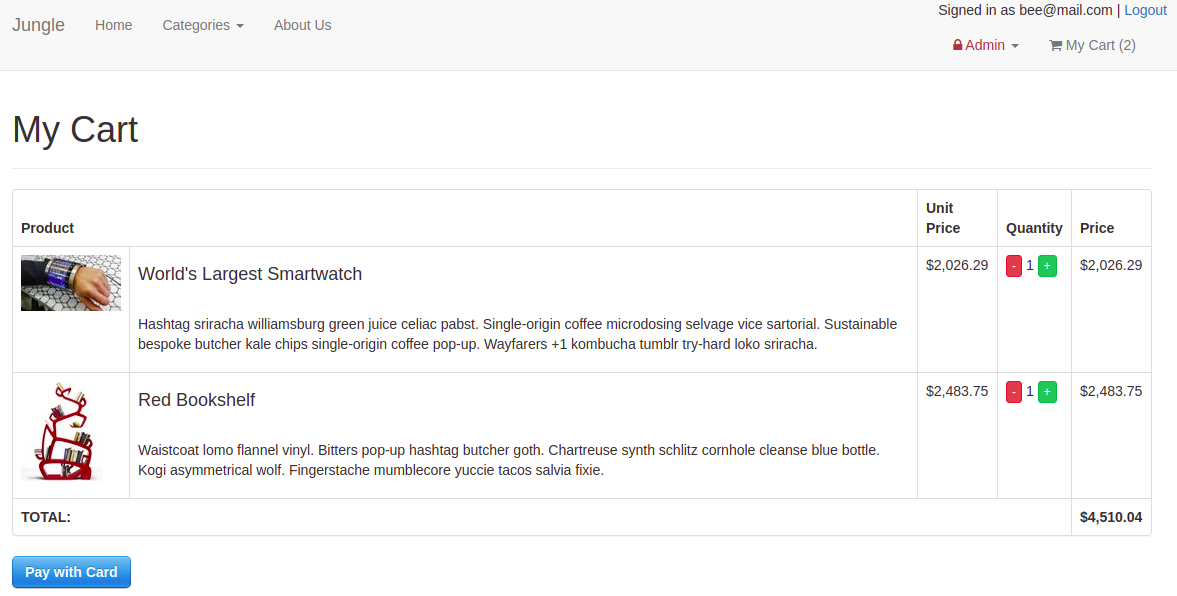 Signed in as bee@mail.com | Logout
Jungle Home Categories About Us
Admin My Cart (2)
My Cart
Product Unit Price Quantity Price
World's Largest Smartwatch $2,026.29 - 1 + $2,026.29
Hashtag sriracha williamsburg green juice celiac pabst. Single-origin coffee microdosing selvage vice sartorial. Sustainable
bespoke butcher kale chips single-origin coffee pop-up. Wayfarers +1 kombucha tumblr try-hard loko sriracha.
Red Bookshelf $2,483.75 - 1 + $2,483.75
Waistcoat lomo flannel vinyl. Bitters pop-up hashtag butcher goth. Chartreuse synth schlitz cornhole cleanse blue bottle.
Kogi asymmetrical wolf. Fingerstache mumblecore yuccie tacos salvia fixie.
TOTAL: $4,510.04
Pay with Card